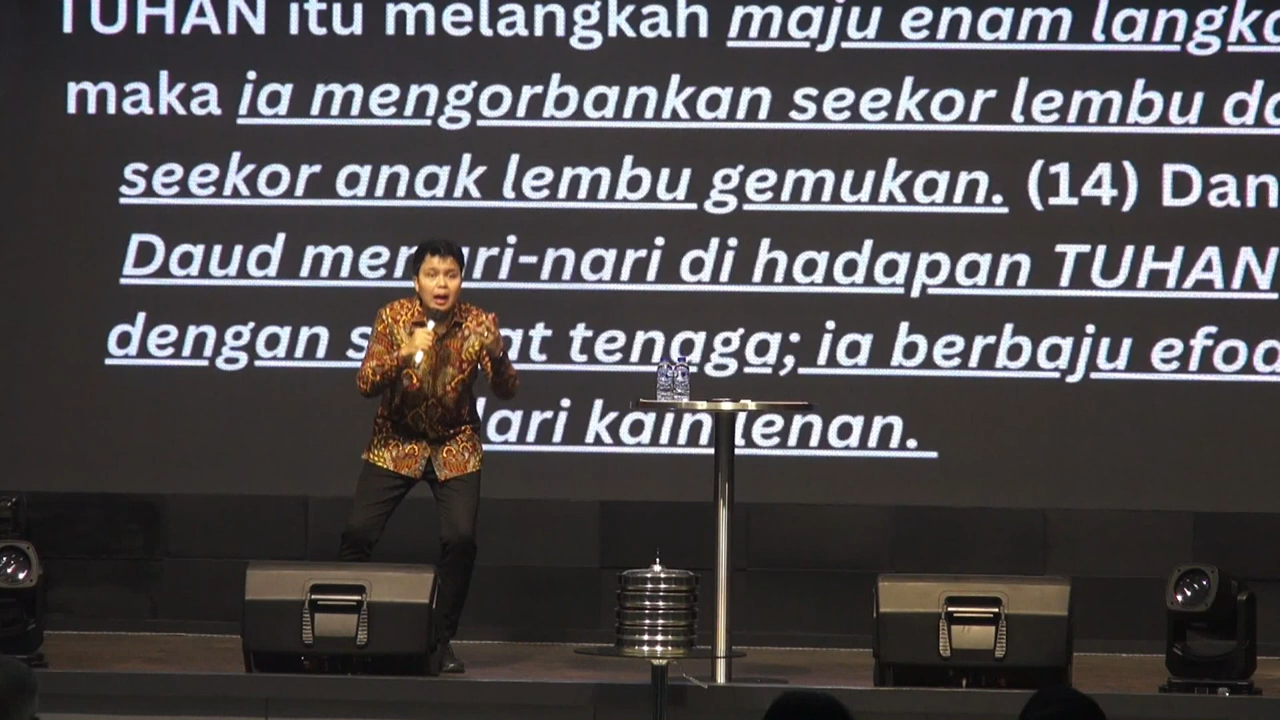 TUHAN itu melangkah maju enam
maka ia mengorbankan seekor lembu
seekor anak lembu gemukan. (14) Dan
Daud di hadapan TUHAN
dengan tenaga; ia berbaju
dari kain lenan.